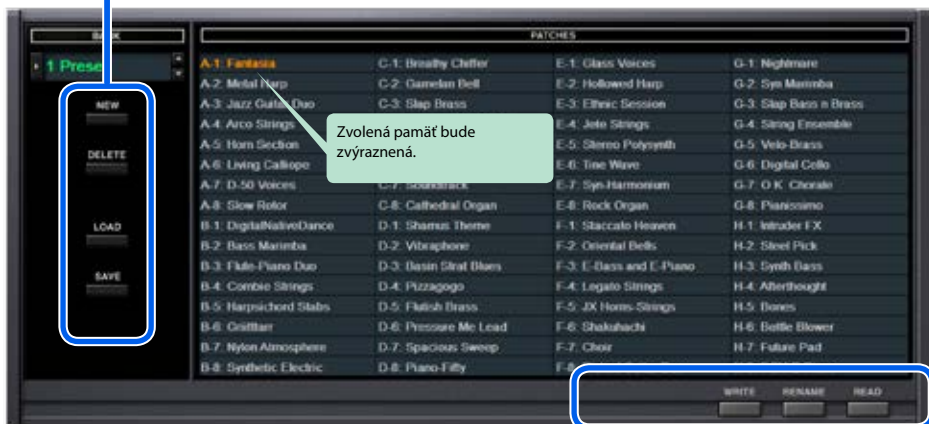 BANK
PATCHES
1 Preset
NEW
DELETE
LOAD
SAVE
A-1: Fantasia C-1: Breathy Chiffer E-1: Glass Voices G-1: Nightmare
A-2: Metal Harp C-2: Gamelan Bell E-2: Hollowed Harp G-2: Syn Marimba
A-3: Jazz Guitar Duo C-3: Slap Brass E-3: Ethnic Session G-3: Slap Bass n Brass
A-4: Arco Strings E-4: Jete Strings G-4: String Ensemble
A-5: Horn Section E-5: Stereo Polysynth G-5: Velo-Brass
A-6: Living Calliope E-6: Tine Wave G-6: Digital Cello
A-7: D-50 Voices C-7: Soundtrack E-7: Syn-Harmonium G-7: O K Chorale
A-8: Slow Rotor C-8: Cathedral Organ E-8: Rock Organ G-8: Pianissimo
B-1: DigitalNativeDance D-1: Shamus Theme F-1: Staccato Heaven H-1: Intruder FX
B-2: Bass Marimba D-2: Vibraphone F-2: Oriental Bells H-2: Steel Pick
B-3: Flute-Piano Duo D-3: Basin Strat Blues F-3: E-Bass and E-Piano H-3: Synth Bass
B-4: Combie Strings D-4: Pizzagogo F-4: Legato Strings H-4: Afterthought
B-5: Harpsichord Stabs D-5: Flutish Brass F-5: JX Horns-Strings H-5: Bones
B-6: Griitttarr D-6: Pressure Me Lead F-6: Shakuhachi H-6: Bottle Blower
B-7: Nylon Atmosphere D-7: Spacious Sweep F-7: Choir H-7: Future Pad
B-8: Synthetic Electric D-8: Piano-Fifty
Zvolená pamäť bude
zvýraznená.
WRITE RENAME READ